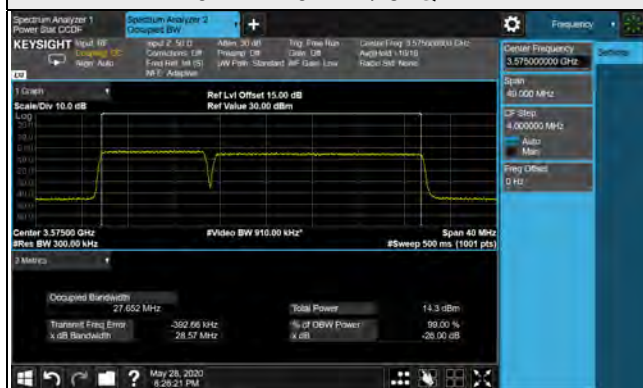 Spectrum Analyzer 1
Power Stat CCDF
Spectrum Analyzer 2
Occupied BW
+
Frequency
KEYSIGHT Input: RF
Coupling: DC
Align: Auto
Input Z: 50 Ω
Corrections: Off
Freq Ref: Int (S)
NFE: Adaptive
Atten: 30 dB
Preamp: Off
µW Path: Standard
Trig: Free Run
Gate: Off
#IF Gain: Low
Center Freq: 3.575000000 GHz
Radio Std: None
Center Frequency
3.575000000 GHz
Settings
Span
40.000 MHz
CF Step
4.000000 MHz
Auto
Man
Freq Offset
0 Hz
1 Graph
Scale/Div 10.0 dB
Ref Lvl Offset 15.00 dB
Ref Value 30.00 dBm
Log
Center 3.57500 GHz
#Res BW 300.00 kHz
#Video BW 910.00 kHz*
Span 40 MHz
#Sweep 500 ms (1001 pts)
2 Metrics
Occupied Bandwidth
27.652 MHz
Total Power
14.3 dBm
Transmit Freq Error
-392.66 kHz
% of OBW Power
99.00 %
x dB Bandwidth
28.57 MHz
x dB
-26.00 dB
?
May 28, 2020
8:26:21 PM